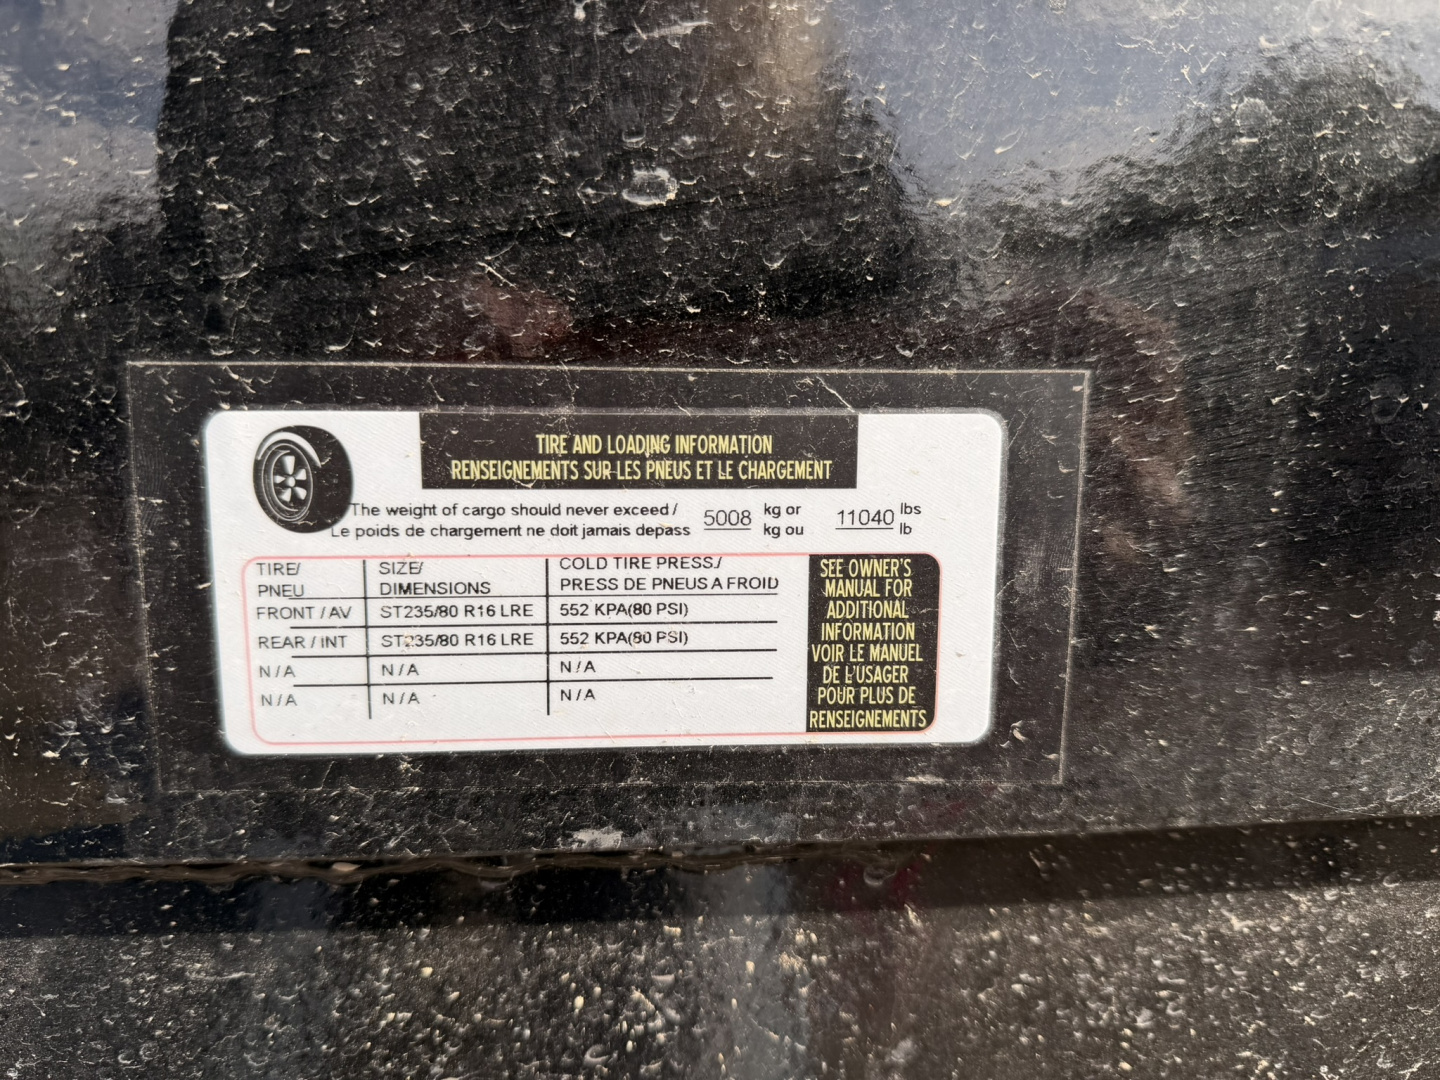 TIRE AND LOADING INFORMATION
RENSEIGNEMENTS SUR LES PNEUS ET LE CHARGEMENT
The weight of cargo should never exceed / 5008 kg or 11040 lbs
Le poids de chargement ne doit jamais depass kg ou lb
TIRE/ SIZE/ COLD TIRE PRESS./
PNEU DIMENSIONS PRESS DE PNEUS A FROID
FRONT / AV ST235/80 R16 LRE 552 KPA(80 PSI)
REAR / INT ST235/80 R16 LRE 552 KPA(80 PSI)
N / A N / A N / A
N / A N / A N / A
SEE OWNER'S
MANUAL FOR
ADDITIONAL
INFORMATION
VOIR LE MANUEL
DE L'USAGER
POUR PLUS DE
RENSEIGNEMENTS